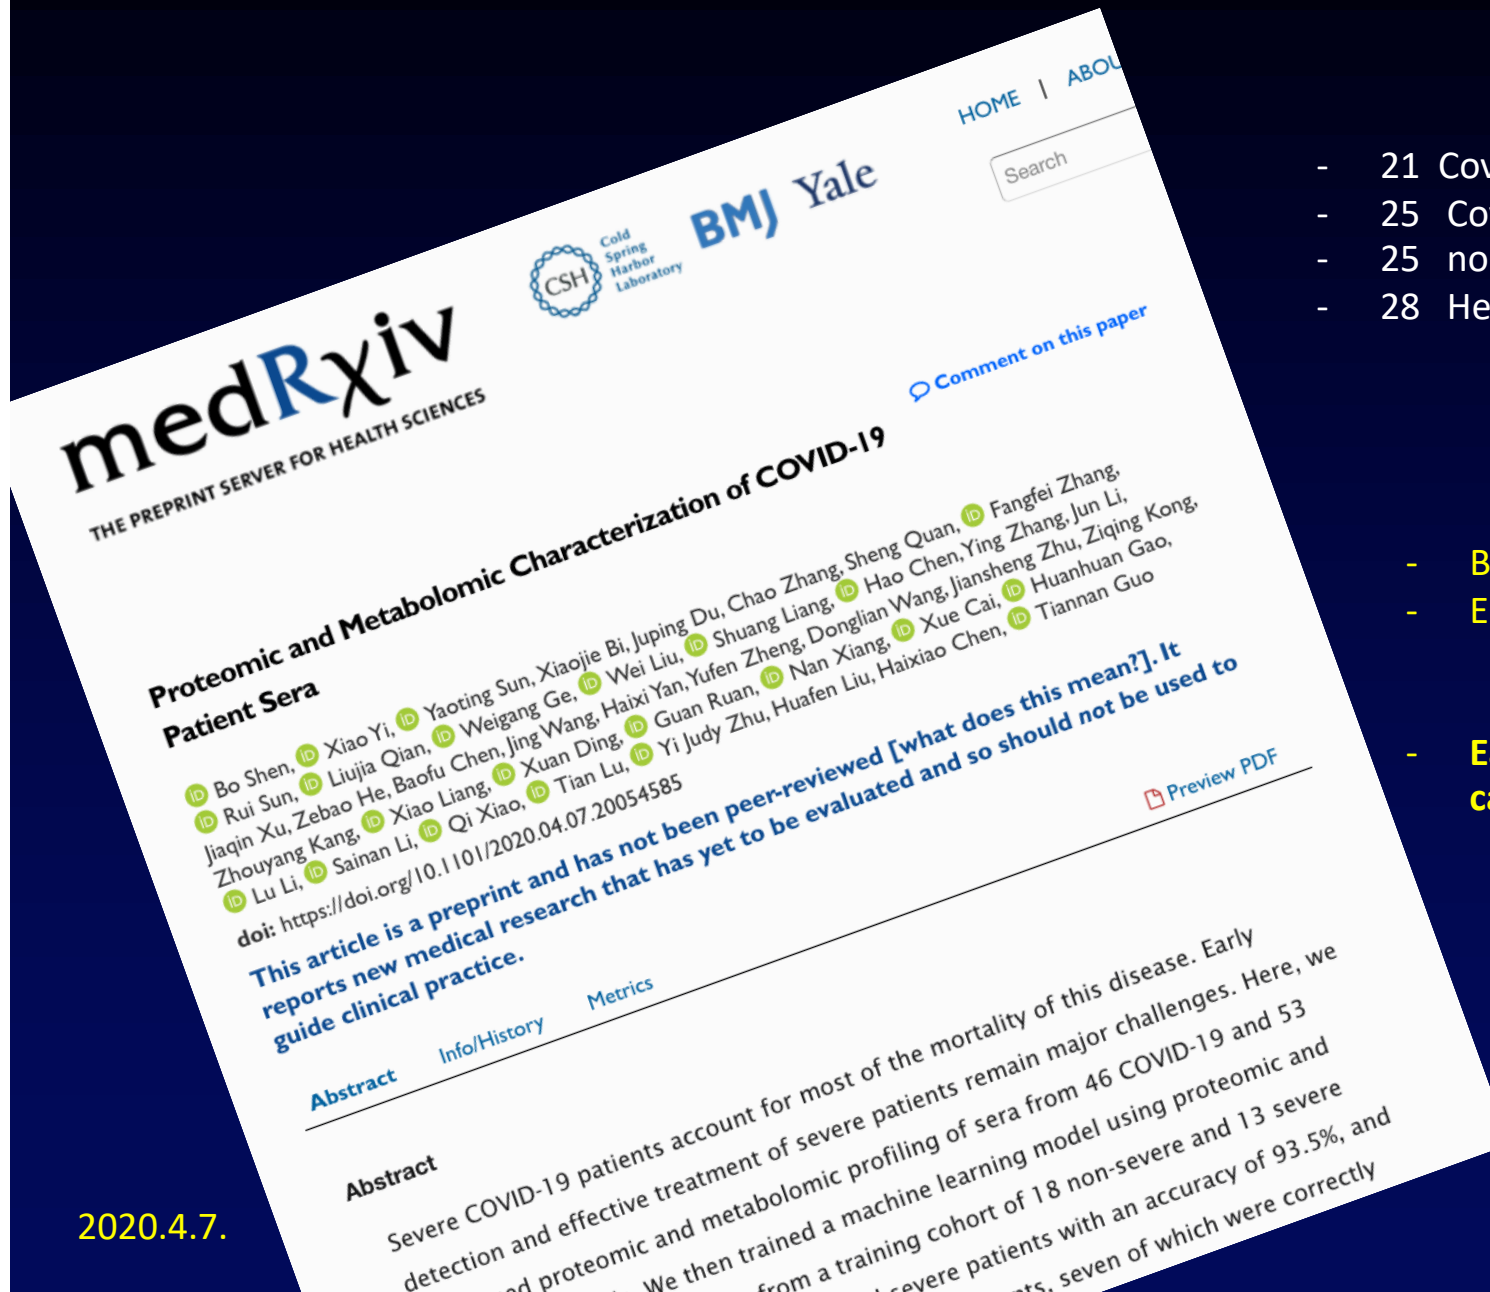 HOME | ABOU
Search
CSH
Cold
Spring
Harbor
Laboratory
BMJ Yale
medRxiv
THE PREPRINT SERVER FOR HEALTH SCIENCES
Comment on this paper
Proteomic and Metabolomic Characterization of COVID-19
Patient Sera
Bo Shen, Xiao Yi, Yaoting Sun, Xiaojie Bi, Juping Du, Chao Zhang, Sheng Quan, Fangfei Zhang,
Rui Sun, Liujia Qian, Weigang Ge, Wei Liu, Shuang Liang, Hao Chen, Ying Zhang, Jun Li,
Jiaqin Xu, Zebao He, Baofu Chen, Jing Wang, Haixi Yan, Yufen Zheng, Donglian Wang, Jiansheng Zhu, Ziqing Kong,
Zhouyang Kang, Xiao Liang, Xuan Ding, Guan Ruan, Nan Xiang, Xue Cai, Huanhuan Gao,
Lu Li, Sainan Li, Qi Xiao, Tian Lu, Yi Judy Zhu, Huafen Liu, Haixiao Chen, Tiannan Guo
doi: https://doi.org/10.1101/2020.04.07.20054585
This article is a preprint and has not been peer-reviewed [what does this mean?]. It
reports new medical research that has yet to be evaluated and so should not be used to
guide clinical practice.
Abstract Info/History Metrics Preview PDF
Abstract
Severe COVID-19 patients account for most of the mortality of this disease. Early
detection and effective treatment of severe patients remain major challenges. Here, we
proteomic and metabolomic profiling of sera from 46 COVID-19 and 53
We then trained a machine learning model using proteomic and
from a training cohort of 18 non-severe and 13 severe
severe patients with an accuracy of 93.5%, and
seven of which were correctly
2020.4.7.
- 21 Cov
- 25 Co
- 25 no
- 28 He
- B
- E
- E
ca